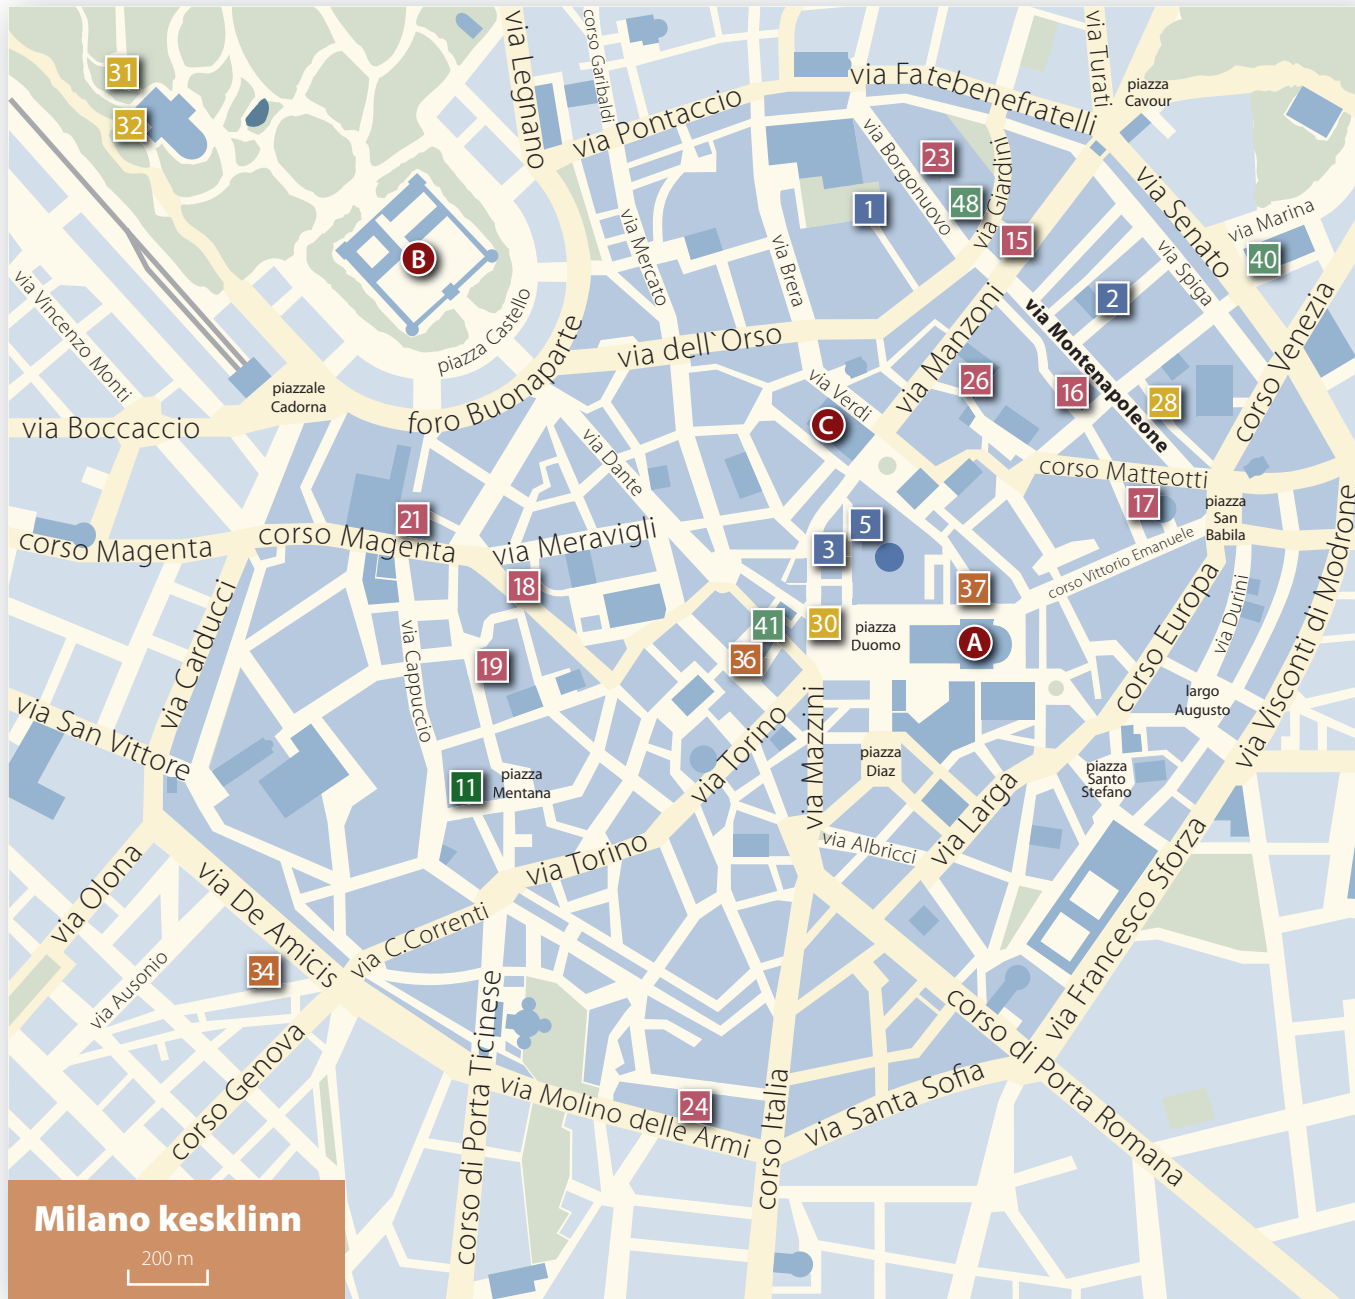 31
32
via Legnano
corso Garibaldi
via Pontaccio
via Fatebenefratelli
via Turati
piazza
Cavour
via Borgonuovo
23
48
via Giardini
1
15
via Senato
via Marina
40
via Spiga
2
B
via Mercato
via Brera
via Vincenzo Monti
piazza Castello
piazzale
Cadorna
via dell`Orso
via Manzoni
via Montenapoleone
corso Venezia
foro Buonaparte
via Boccaccio
via Verdi
26
16
28
C
via Dante
corso Matteotti
17
piazza
San
Babila
21
corso Magenta
corso Magenta
via Meravigli
5
3
corso Vittorio Emanuele
18
37
41
30
piazza
Duomo
A
36
19
via Carducci
via Cappuccio
corso Europa
via Durini
via Visconti di Modrone
largo
Augusto
via San Vittore
via Torino
via Mazzini
piazza
Diaz
piazza
Santo
Stefano
11
piazza
Mentana
via Larga
via Albricci
via Torino
via Olona
via De Amicis
via C.Correnti
via Francesco Sforza
34
via Ausonio
corso Genova
corso di Porta Ticinese
corso di Porta Romana
via Molino delle Armi
24
corso Italia
via Santa Sofia
Milano kesklinn
200 m